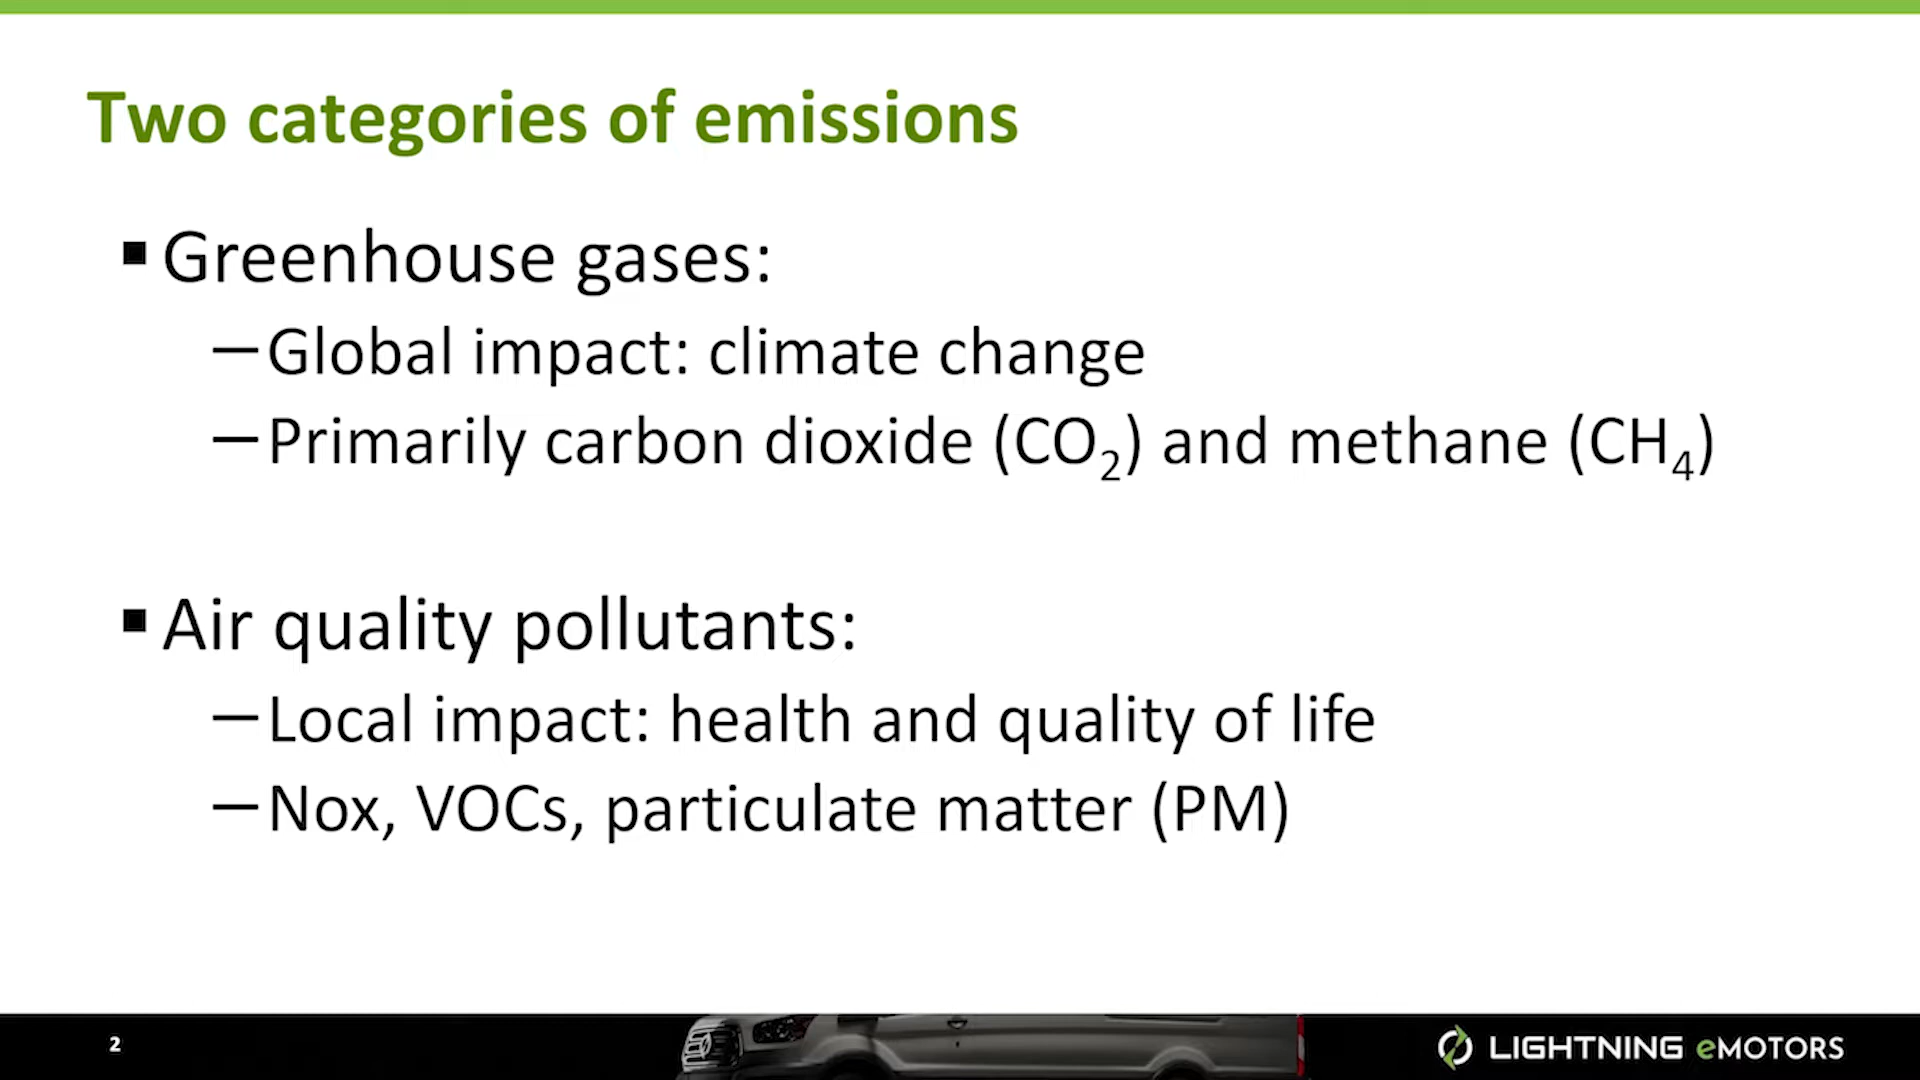 Two categories of emissions
▪ Greenhouse gases:
–Global impact: climate change
–Primarily carbon dioxide (CO₂) and methane (CH₄)
▪ Air quality pollutants:
–Local impact: health and quality of life
–Nox, VOCs, particulate matter (PM)
2
LIGHTNING eMOTORS